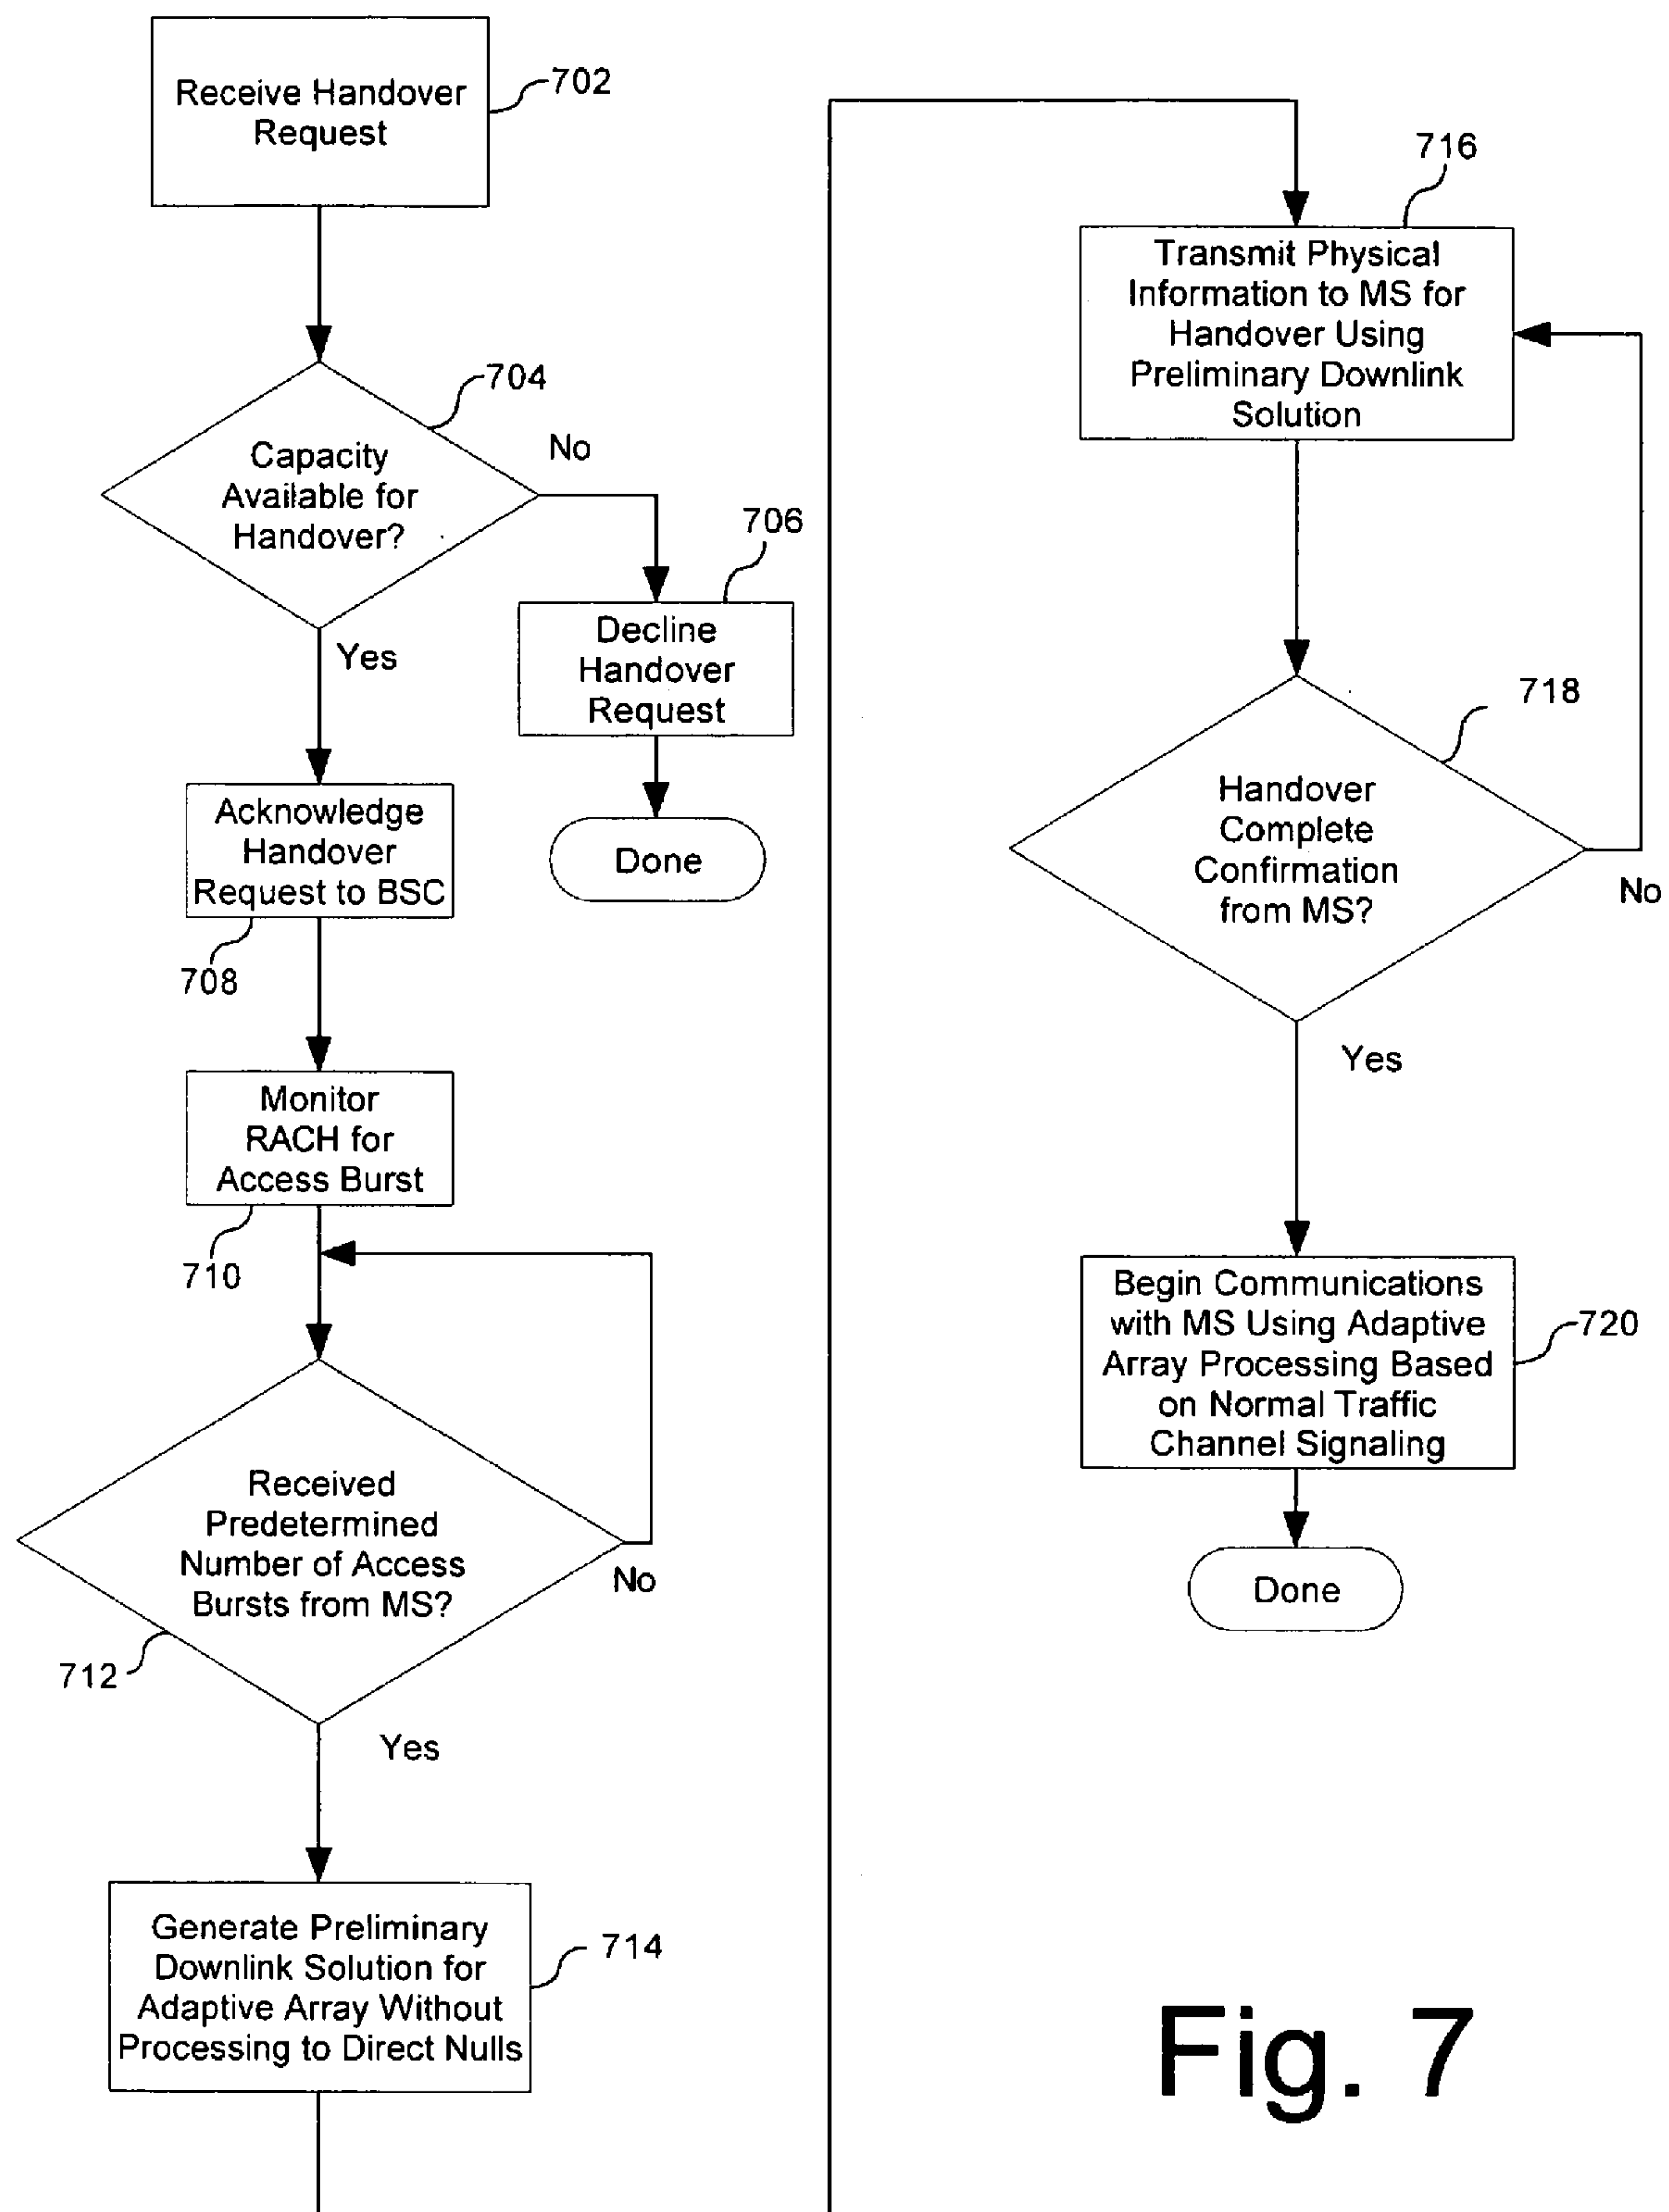 Receive Handover
Request
702
Capacity
Available for
Handover?
704
No
Yes
706
Decline
Handover
Request
Done
Acknowledge
Handover
Request to BSC
708
Monitor
RACH for
Access Burst
710
Received
Predetermined
Number of Access
Bursts from MS?
No
712
Yes
Generate Preliminary
Downlink Solution for
Adaptive Array Without
Processing to Direct Nulls
714
716
Transmit Physical
Information to MS for
Handover Using
Preliminary Downlink
Solution
718
Handover
Complete
Confirmation
from MS?
No
Yes
Begin Communications
with MS Using Adaptive
Array Processing Based
on Normal Traffic
Channel Signaling
720
Done
Fig. 7